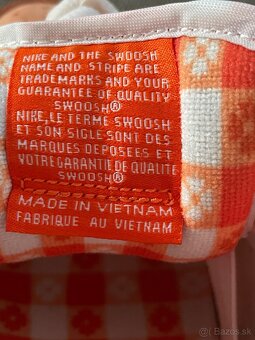 NIKE AND THE SWOOSH
NAME AND STRIPE ARE
TRADEMARKS AND YOUR
GUARANTEE OF QUALITY
SWOOSH®
NIKE, LE TERME SWOOSH
ET SON SIGLE SONT DES
MARQUES DEPOSEES ET
VOTRE GARANTIE DE QUALITE
SWOOSH®
MADE IN VIETNAM
FABRIQUE AU VIETNAM
Bazos.sk